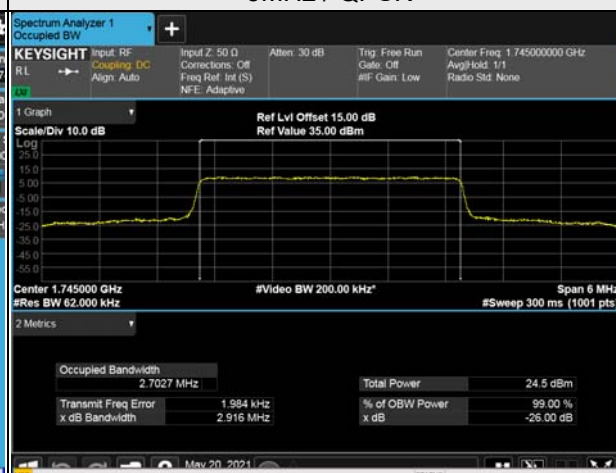 Spectrum Analyzer 1
Occupied BW
KEYSIGHT Input: RF Input Z: 50 Ω Atten: 30 dB Trig: Free Run Center Freq: 1.745000000 GHz
RL Coupling: DC Corrections: Off Gate: Off Avg|Hold: 1/1
Align: Auto Freq Ref: Int (S) #IF Gain: Low Radio Std: None
LXI NFE: Adaptive
1 Graph Ref Lvl Offset 15.00 dB
Scale/Div 10.0 dB Ref Value 35.00 dBm
Log
25.0
15.0
5.00
-5.00
-15.0
-25.0
-35.0
-45.0
-55.0
Center 1.745000 GHz #Video BW 200.00 kHz* Span 6 MHz
#Res BW 62.000 kHz #Sweep 300 ms (1001 pts)
2 Metrics
Occupied Bandwidth
2.7027 MHz Total Power 24.5 dBm
Transmit Freq Error 1.984 kHz % of OBW Power 99.00 %
x dB Bandwidth 2.916 MHz x dB -26.00 dB
May 20, 2021